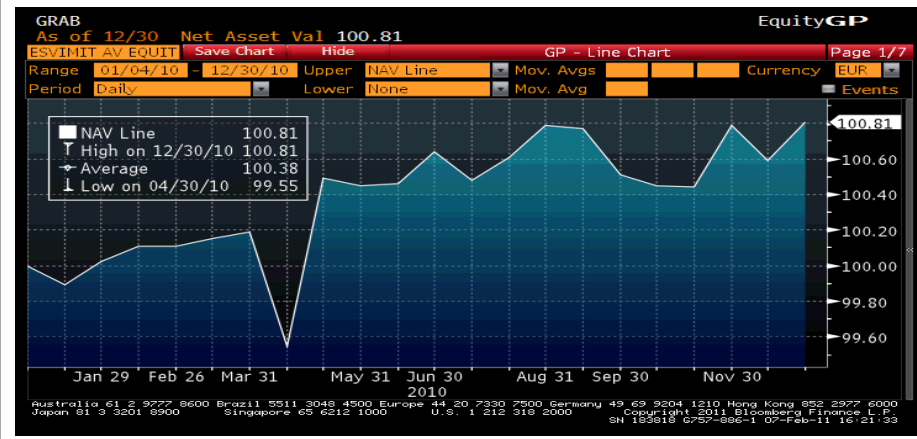 GRAB EquityGP
As of 12/30 Net Asset Val 100.81
ESVIMIT AV EQUIT Save Chart Hide GP - Line Chart Page 1/7
Range 01/04/10 - 12/30/10 Upper NAV Line Mov. Avgs Currency EUR
Period Daily Lower None Mov. Avg Events
NAV Line 100.81
High on 12/30/10 100.81
Average 100.38
Low on 04/30/10 99.55
100.81
100.60
100.40
100.20
100.00
99.80
99.60
Jan 29 Feb 26 Mar 31 May 31 Jun 30 Aug 31 Sep 30 Nov 30
2010
Australia 61 2 9777 8600 Brazil 5511 3048 4500 Europe 44 20 7330 7500 Germany 49 69 9204 1210 Hong Kong 852 2977 6000
Japan 81 3 3201 8900 Singapore 65 6212 1000 U.S. 1 212 318 2000 Copyright 2011 Bloomberg Finance L.P.
SN 183818 G757-886-1 07-Feb-11 16:21:33